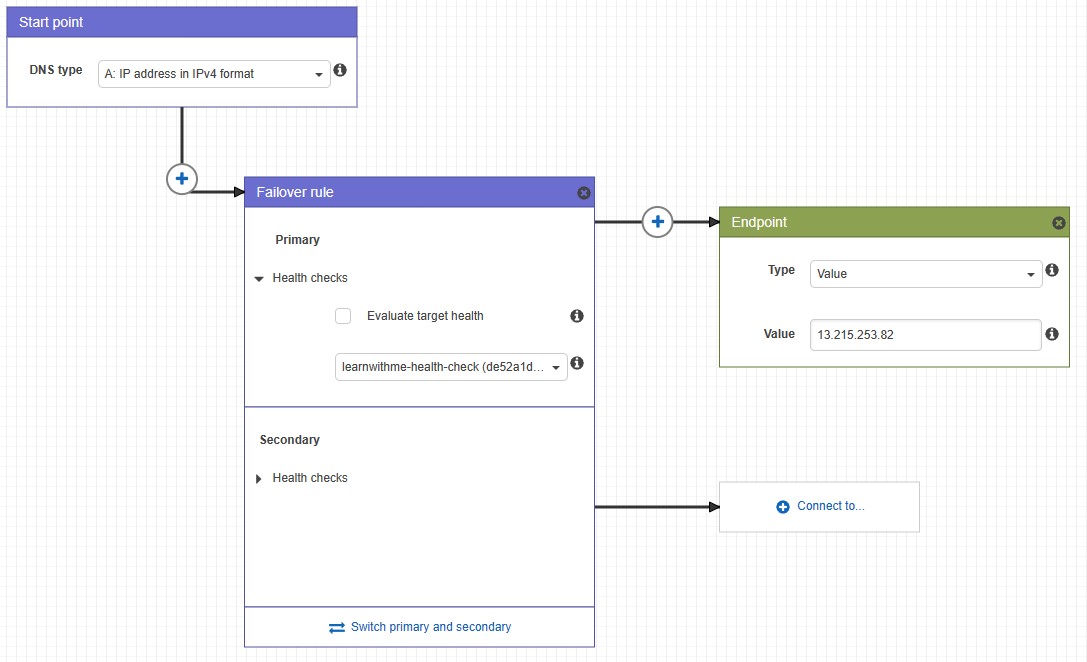 Start point
DNS type
A: IP address in IPv4 format
Failover rule
Primary
Health checks
Evaluate target health
learnwithme-health-check (de52a1d...
Secondary
Health checks
Switch primary and secondary
Endpoint
Type
Value
Value
13.215.253.82
Connect to...